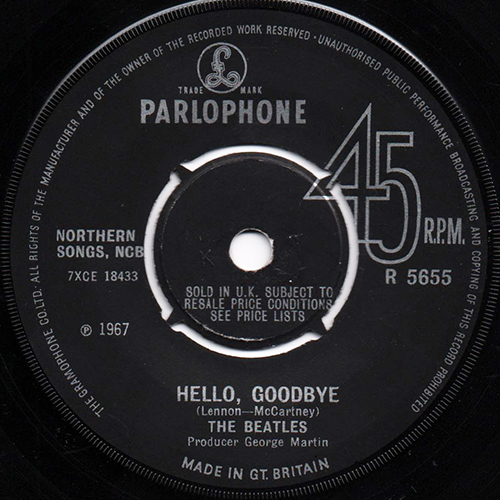 THE GRAMOPHONE CO. LTD. ALL RIGHTS OF THE MANUFACTURER AND OF THE OWNER OF THE RECORDED WORK RESERVED · UNAUTHORISED PUBLIC PERFORMANCE BROADCASTING AND COPYING OF THIS RECORD PROHIBITED
£
TRADE MARK
PARLOPHONE
45
R.P.M.
R 5655
NORTHERN
SONGS, NCB
7XCE 18433
℗ 1967
SOLD IN U.K. SUBJECT TO
RESALE PRICE CONDITIONS,
SEE PRICE LISTS
HELLO, GOODBYE
(Lennon—McCartney)
THE BEATLES
Producer George Martin
MADE IN GT. BRITAIN